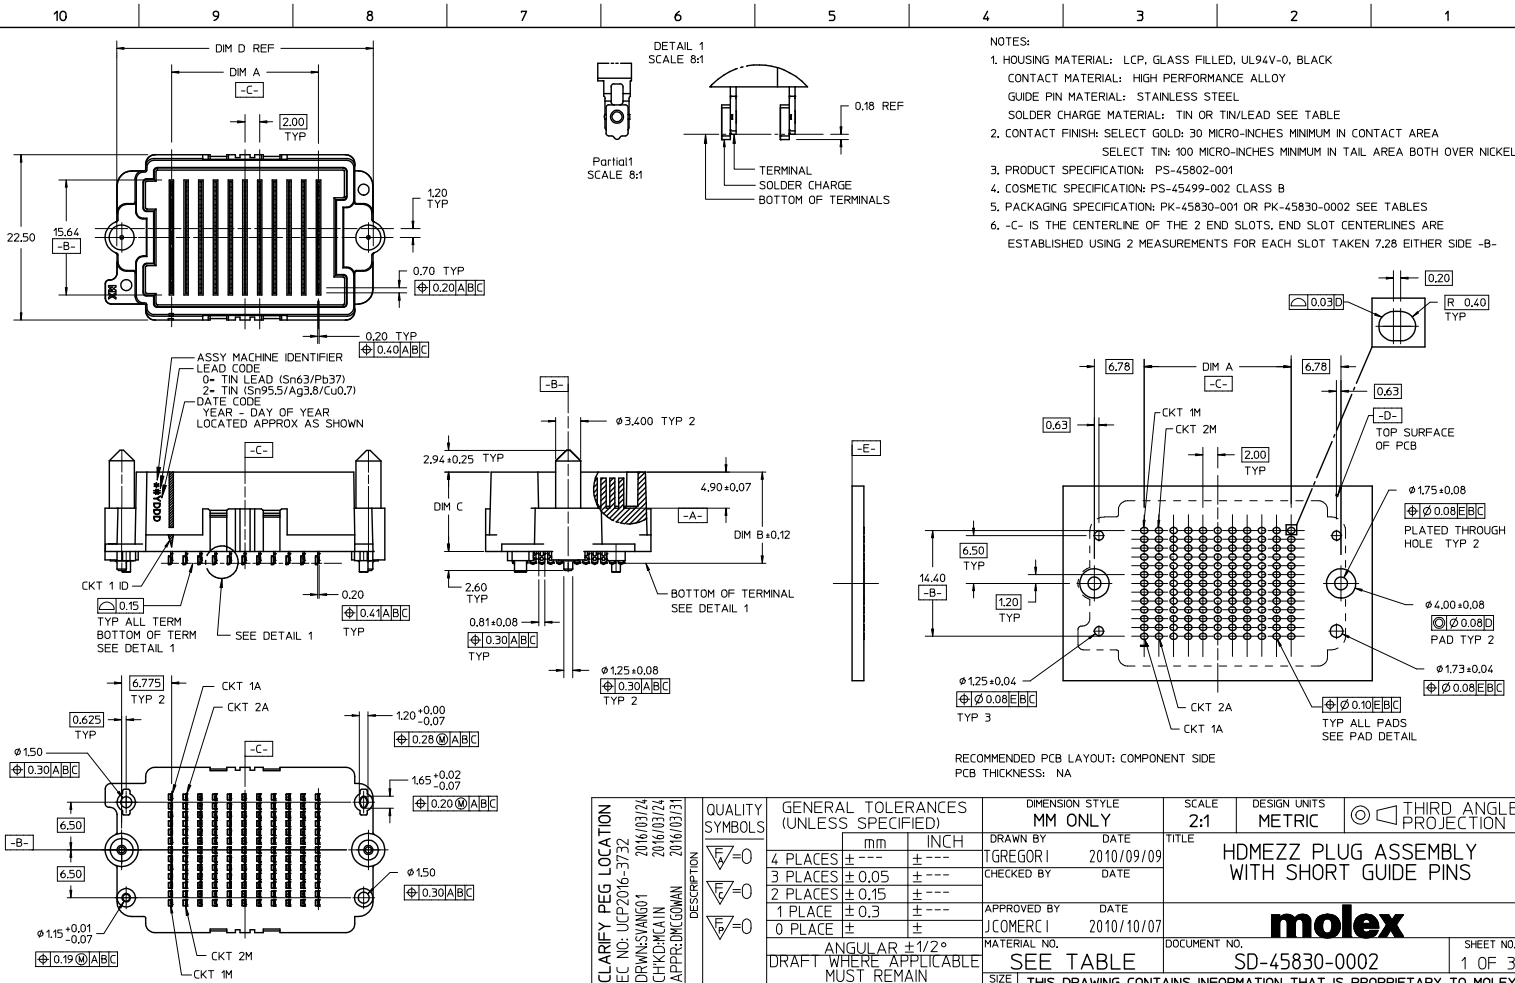 10 9 8 7 6 5 4 3 2 1
DIM D REF
DIM A
-C-
2.00
TYP
22.50
15.64
-B-
1.20
TYP
0.70 TYP
0.20 A B C
0.20 TYP
0.40 A B C
DETAIL 1
SCALE 8:1
Partial1
SCALE 8:1
0.18 REF
TERMINAL
SOLDER CHARGE
BOTTOM OF TERMINALS
NOTES:
1. HOUSING MATERIAL: LCP, GLASS FILLED, UL94V-0, BLACK
CONTACT MATERIAL: HIGH PERFORMANCE ALLOY
GUIDE PIN MATERIAL: STAINLESS STEEL
SOLDER CHARGE MATERIAL: TIN OR TIN/LEAD SEE TABLE
2. CONTACT FINISH: SELECT GOLD: 30 MICRO-INCHES MINIMUM IN CONTACT AREA
SELECT TIN: 100 MICRO-INCHES MINIMUM IN TAIL AREA BOTH OVER NICKEL
3. PRODUCT SPECIFICATION: PS-45802-001
4. COSMETIC SPECIFICATION: PS-45499-002 CLASS B
5. PACKAGING SPECIFICATION: PK-45830-001 OR PK-45830-0002 SEE TABLES
6. -C- IS THE CENTERLINE OF THE 2 END SLOTS. END SLOT CENTERLINES ARE
ESTABLISHED USING 2 MEASUREMENTS FOR EACH SLOT TAKEN 7.28 EITHER SIDE -B-
ASSY MACHINE IDENTIFIER
LEAD CODE
0= TIN LEAD (Sn63/Pb37)
2= TIN (Sn95.5/Ag3.8/Cu0.7)
DATE CODE
YEAR - DAY OF YEAR
LOCATED APPROX AS SHOWN
-C-
**YDDD
CKT 1 ID
0.15
TYP ALL TERM
BOTTOM OF TERM
SEE DETAIL 1
SEE DETAIL 1
0.20
0.41 A B C
TYP
-B-
⌀3.400 TYP 2
2.94±0.25 TYP
DIM C
4.90±0.07
-A-
DIM B±0.12
2.60
TYP
0.81±0.08
0.30 A B C
TYP
BOTTOM OF TERMINAL
SEE DETAIL 1
⌀1.25±0.08
0.30 A B C
TYP 2
-E-
0.20
0.03 D
R 0.40
TYP
6.78
DIM A
-C-
6.78
0.63
0.63
-D-
TOP SURFACE
OF PCB
CKT 1M
CKT 2M
2.00
TYP
⌀1.75±0.08
⌀ 0.08 E B C
PLATED THROUGH
HOLE TYP 2
6.50
TYP
14.40
-B-
1.20
TYP
⌀4.00±0.08
⌀ 0.08 D
PAD TYP 2
⌀1.73±0.04
⌀ 0.08 E B C
⌀1.25±0.04
⌀ 0.08 E B C
TYP 3
CKT 2A
CKT 1A
⌀ 0.10 E B C
TYP ALL PADS
SEE PAD DETAIL
RECOMMENDED PCB LAYOUT: COMPONENT SIDE
PCB THICKNESS: NA
6.775
TYP 2
CKT 1A
CKT 2A
0.625
TYP
1.20 +0.00 -0.07
0.28 Ⓜ A B C
⌀1.50
0.30 A B C
-C-
1.65 +0.02 -0.07
0.20 Ⓜ A B C
6.50
-B-
6.50
⌀1.50
0.30 A B C
⌀1.15 +0.01 -0.07
0.19 Ⓜ A B C
CKT 2M
CKT 1M
CLARIFY PEG LOCATION
EC NO: UCP2016-3732
DRWN:SVANG01 2016/03/24
CH'KD:MCAIN 2016/03/24
APPR:DMCGOWAN 2016/03/31
DESCRIPTION
QUALITY
SYMBOLS
F A =0
F C =0
F P =0
GENERAL TOLERANCES
(UNLESS SPECIFIED)
mm INCH
4 PLACES ± --- ± ---
3 PLACES ± 0.05 ± ---
2 PLACES ± 0.15 ± ---
1 PLACE ± 0.3 ± ---
0 PLACE ± ±
ANGULAR ±1/2°
DRAFT WHERE APPLICABLE
MUST REMAIN
DIMENSION STYLE
MM ONLY
SCALE
2:1
DESIGN UNITS
METRIC
THIRD ANGLE
PROJECTION
DRAWN BY DATE
TGREGORI 2010/09/09
CHECKED BY DATE
APPROVED BY DATE
JCOMERCI 2010/10/07
TITLE
HDMEZZ PLUG ASSEMBLY
WITH SHORT GUIDE PINS
molex
MATERIAL NO.
SEE TABLE
DOCUMENT NO.
SD-45830-0002
SHEET NO.
1 OF 3
SIZE THIS DRAWING CONTAINS INFORMATION THAT IS PROPRIETARY TO MOLEX